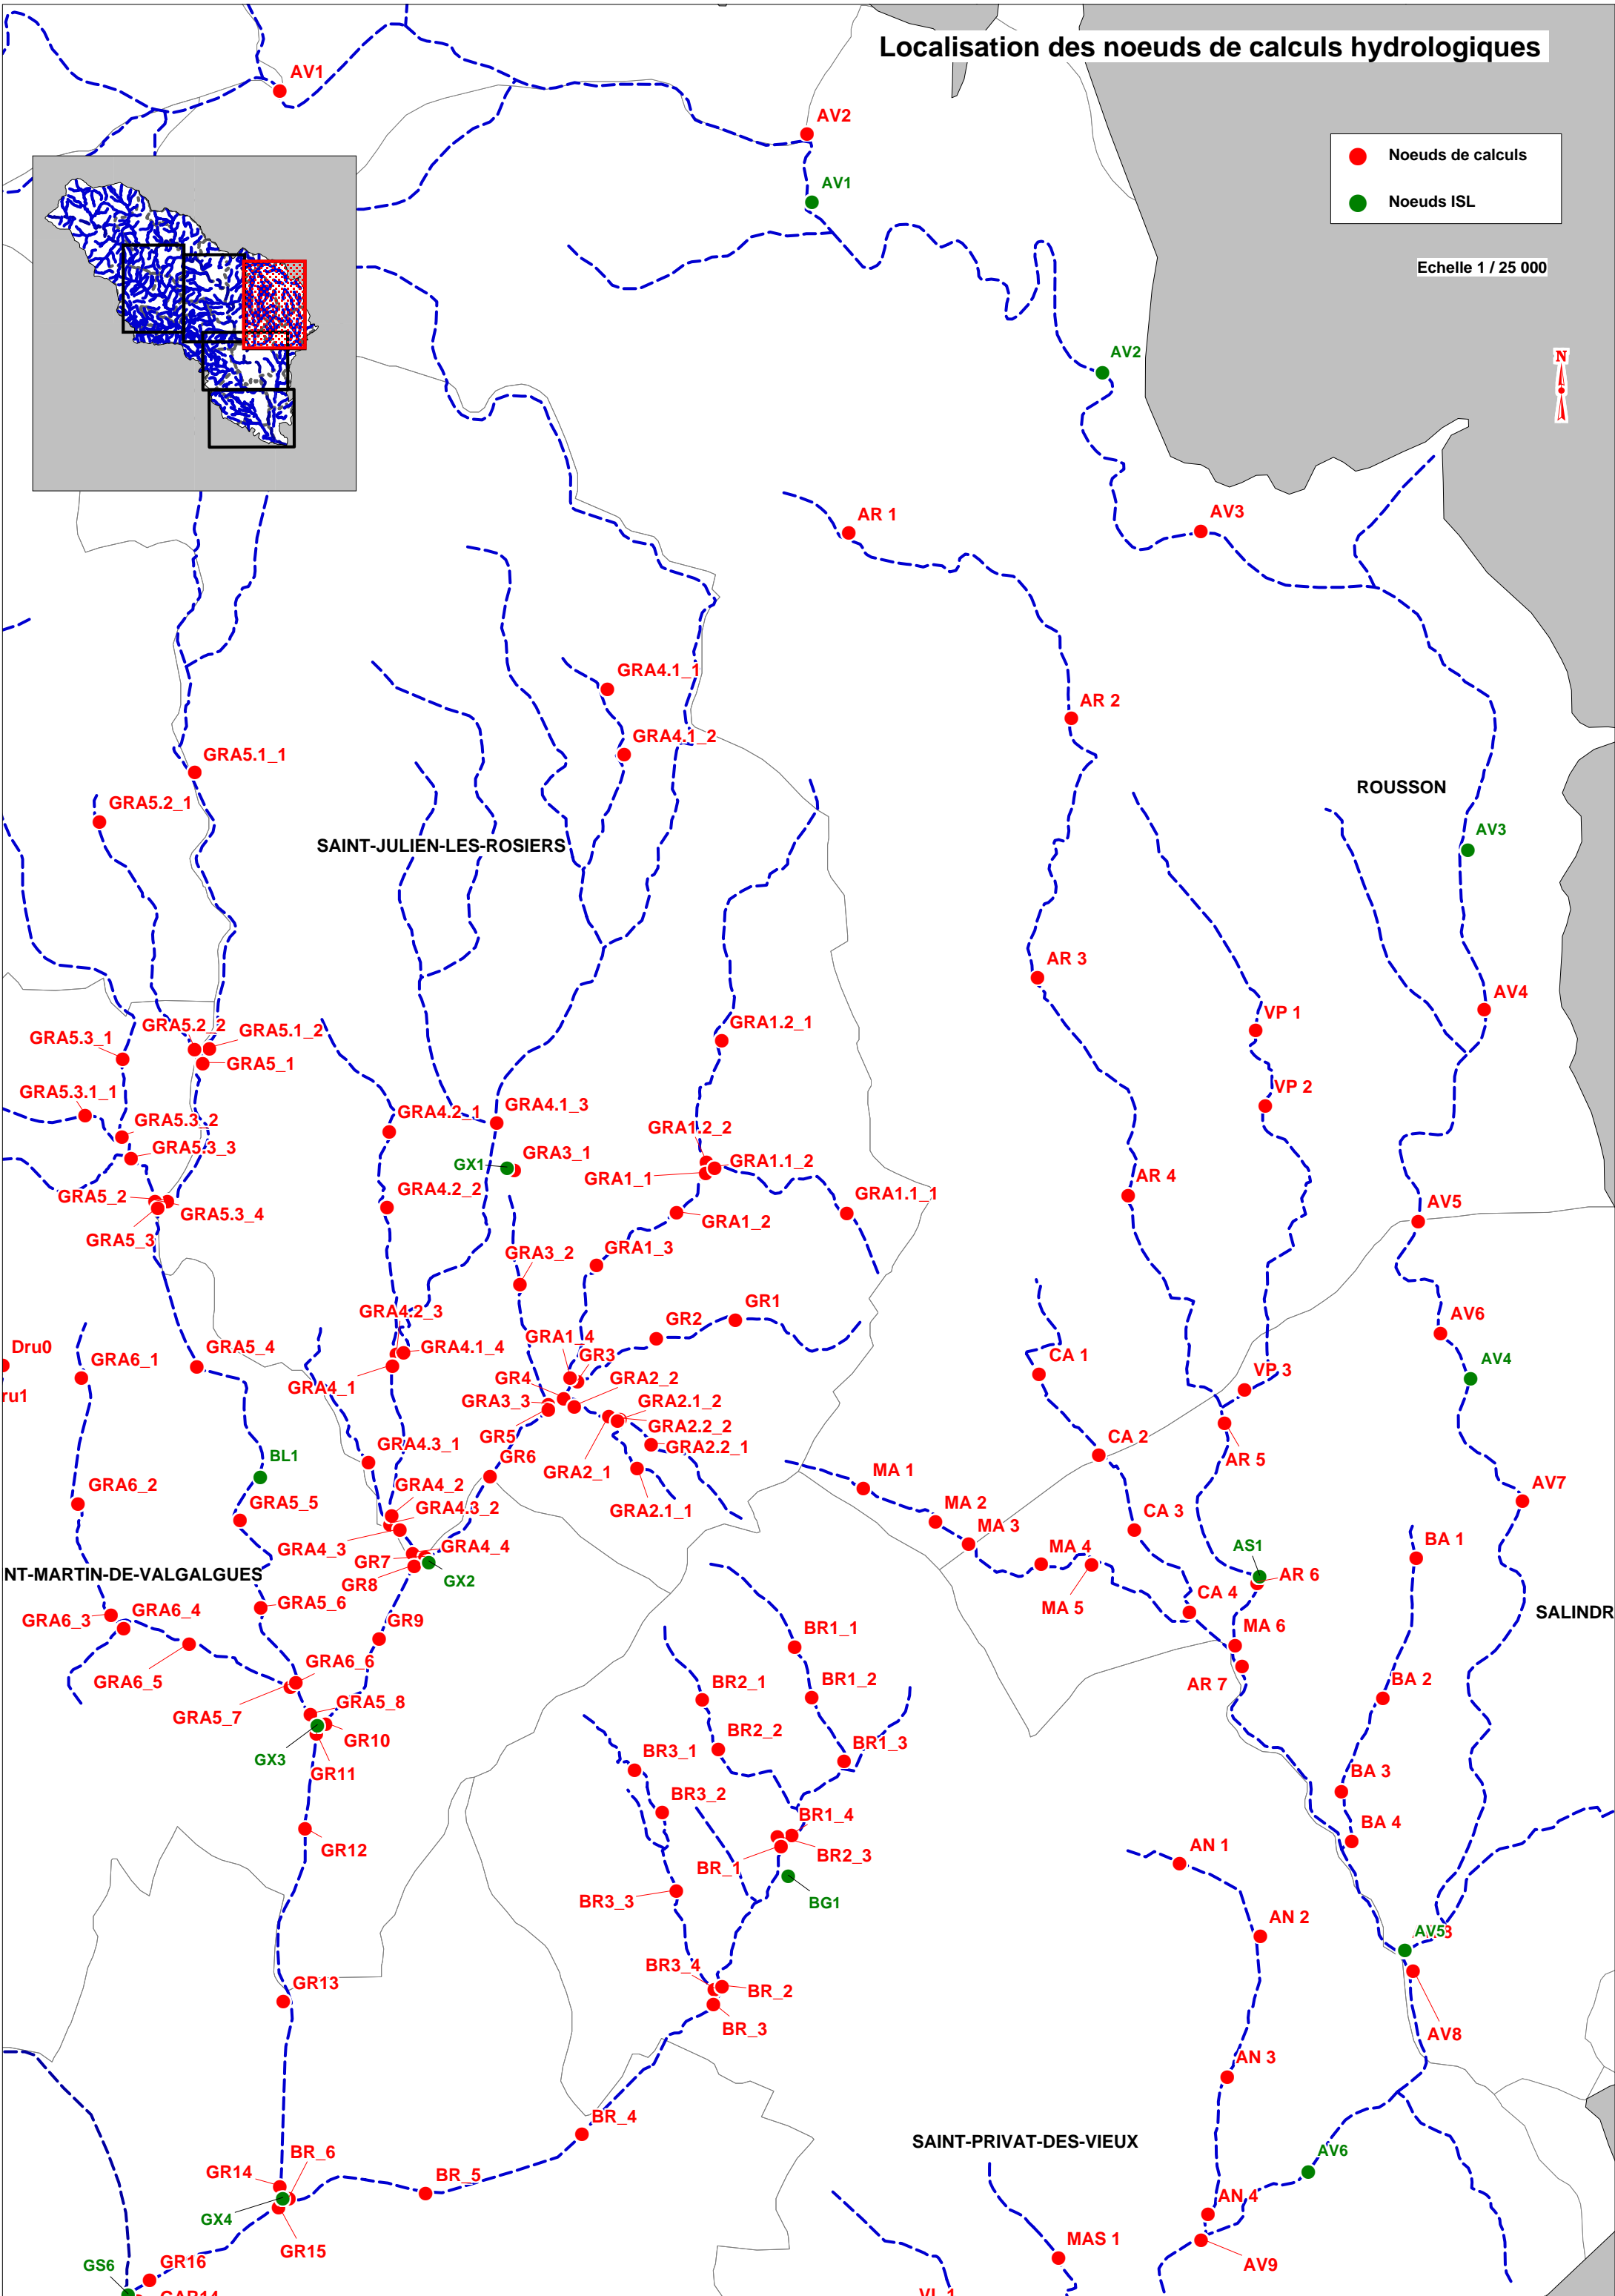 Localisation des noeuds de calculs hydrologiques
AV1
AV2
Noeuds de calculs
AV1
Noeuds ISL
Echelle 1 / 25 000
AV2
N
AR 1
AV3
GRA4.1_1
AR 2
GRA4.1_2
GRA5.1_1
ROUSSON
GRA5.2_1
AV3
SAINT-JULIEN-LES-ROSIERS
AR 3
AV4
VP 1
GRA1.2_1
GRA5.2_2
GRA5.1_2
GRA5.3_1
GRA5_1
GRA5.3.1_1
VP 2
GRA4.2_1
GRA4.1_3
GRA5.3_2
GRA1.2_2
GRA5.3_3
GX1
GRA3_1
GRA1.1_2
GRA1_1
AR 4
GRA5_2
GRA4.2_2
GRA1.1_1
AV5
GRA5.3_4
GRA1_2
GRA5_3
GRA3_2
GRA1_3
GR1
GRA4.2_3
AV6
GR2
GRA1_4
Dru0
GRA6_1
GRA5_4
GRA4.1_4
GR3
CA 1
AV4
VP 3
GR4
GRA2_2
GRA4_1
ru1
GRA3_3
GRA2.1_2
GRA2.2_2
GR5
CA 2
GRA4.3_1
GRA2.2_1
BL1
GR6
AR 5
GRA2_1
MA 1
GRA6_2
GRA4_2
AV7
GRA5_5
GRA4.3_2
GRA2.1_1
MA 2
CA 3
MA 3
BA 1
GRA4_3
GRA4_4
AS1
GR7
MA 4
NT-MARTIN-DE-VALGALGUES
GR8
GX2
AR 6
CA 4
GRA6_3
GRA6_4
GRA5_6
MA 5
SALINDR
GR9
BR1_1
MA 6
GRA6_6
GRA6_5
BR2_1
BR1_2
AR 7
BA 2
GRA5_8
GRA5_7
BR2_2
GR10
BR3_1
BR1_3
GX3
GR11
BA 3
BR3_2
BR1_4
BA 4
GR12
BR2_3
AN 1
BR_1
BR3_3
BG1
AN 2
AV5
BR3_4
GR13
BR_2
BR_3
AV8
AN 3
BR_4
SAINT-PRIVAT-DES-VIEUX
BR_6
AV6
GR14
BR_5
AN 4
GX4
GR15
MAS 1
GR16
GS6
AV9